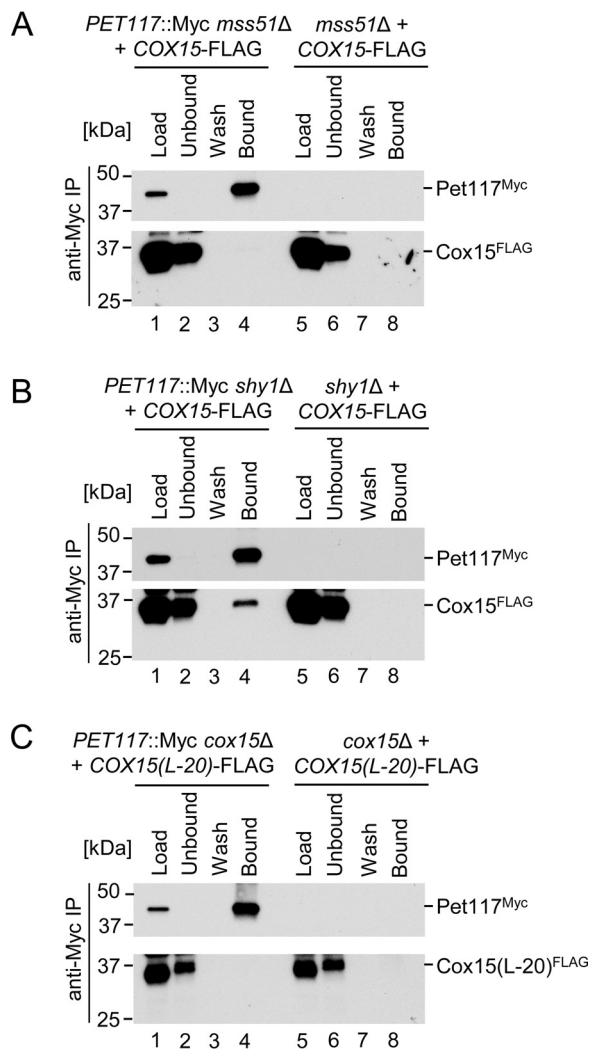 A
PET117::Myc mss51Δ + COX15-FLAG
mss51Δ + COX15-FLAG
[kDa]
Load
Unbound
Wash
Bound
Load
Unbound
Wash
Bound
anti-Myc IP
50
37
Pet117Myc
37
25
Cox15FLAG
1 2 3 4 5 6 7 8
B
PET117::Myc shy1Δ + COX15-FLAG
shy1Δ + COX15-FLAG
[kDa]
Load
Unbound
Wash
Bound
Load
Unbound
Wash
Bound
anti-Myc IP
50
37
Pet117Myc
37
25
Cox15FLAG
1 2 3 4 5 6 7 8
C
PET117::Myc cox15Δ + COX15(L-20)-FLAG
cox15Δ + COX15(L-20)-FLAG
[kDa]
Load
Unbound
Wash
Bound
Load
Unbound
Wash
Bound
anti-Myc IP
50
37
Pet117Myc
37
25
Cox15(L-20)FLAG
1 2 3 4 5 6 7 8